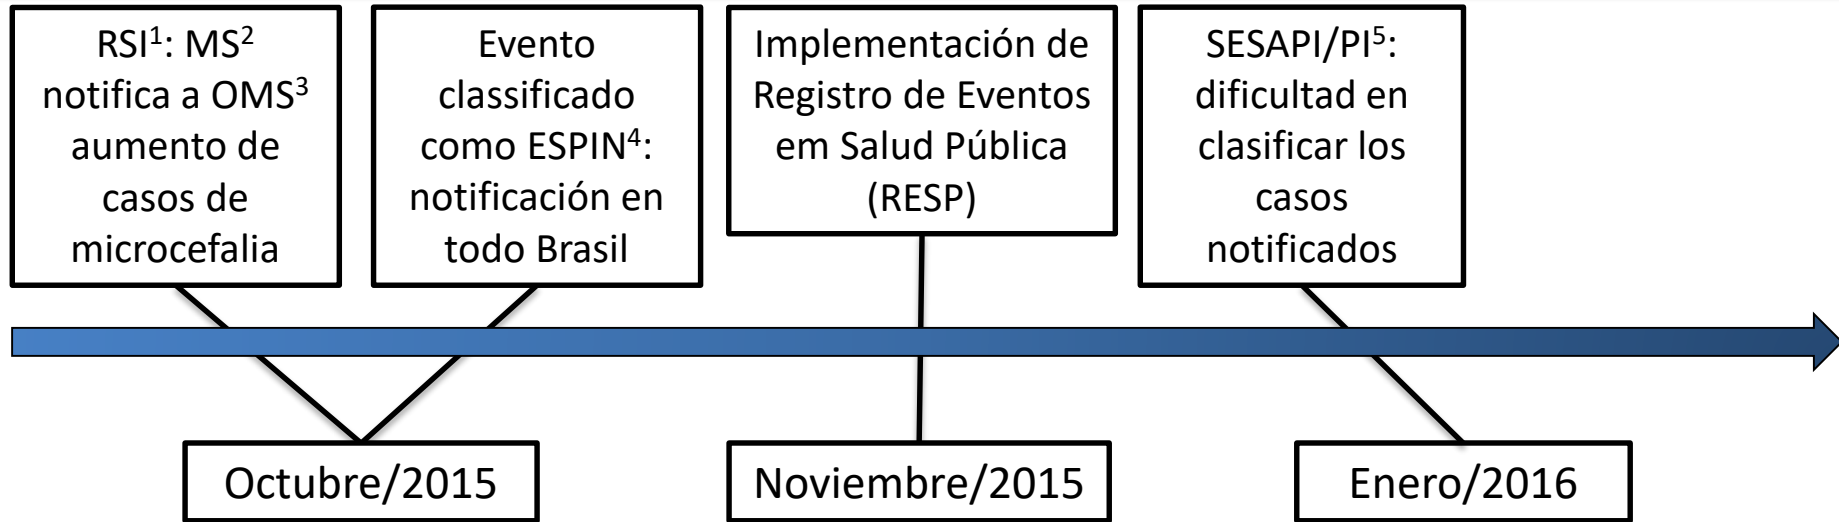 RSI¹: MS²
notifica a OMS³
aumento de
casos de
microcefalia
Evento
classificado
como ESPIN⁴:
notificación en
todo Brasil
Implementación de
Registro de Eventos
em Salud Pública
(RESP)
SESAPI/PI⁵:
dificultad en
clasificar los
casos
notificados
Octubre/2015
Noviembre/2015
Enero/2016